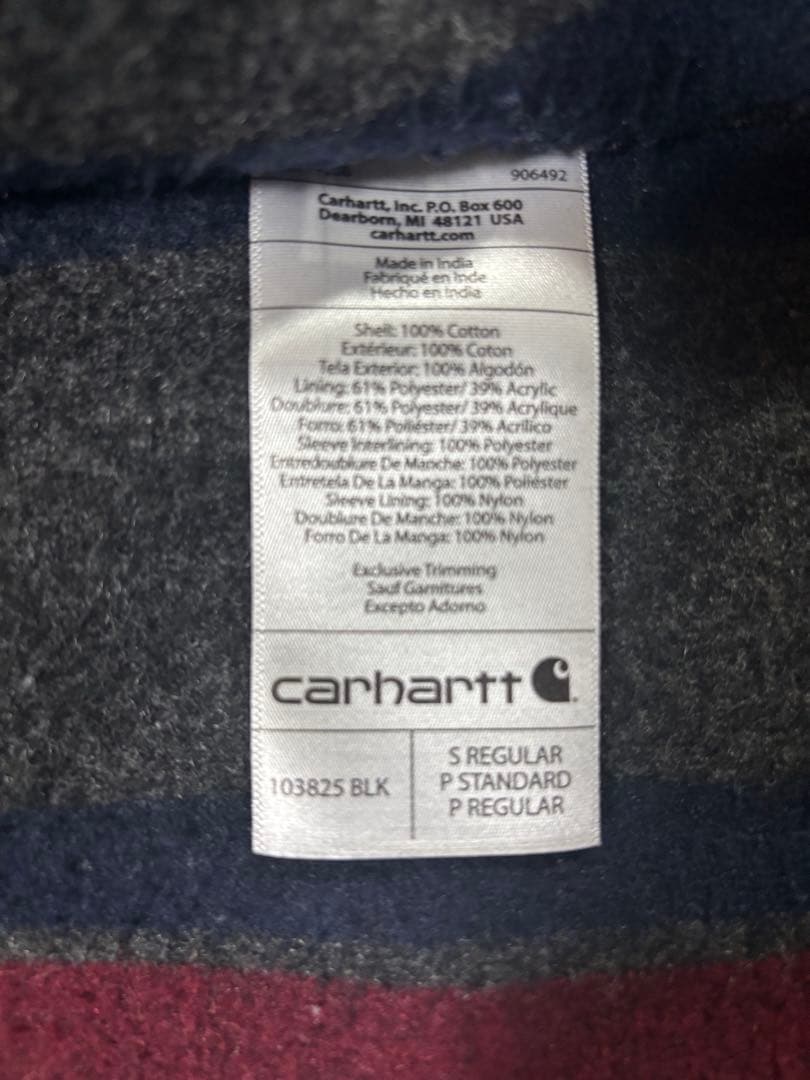 906492
Carhartt, Inc. P.O. Box 600
Dearborn, MI 48121 USA
carhartt.com
Made in India
Fabriqué en Inde
Hecho en India
Shell: 100% Cotton
Extérieur: 100% Coton
Tela Exterior: 100% Algodón
Lining: 61% Polyester/ 39% Acrylic
Doublure: 61% Polyester/ 39% Acrylique
Forro: 61% Poliéster/ 39% Acrílico
Sleeve Interlining: 100% Polyester
Entredoublure De Manche: 100% Polyester
Entretela De La Manga: 100% Poliéster
Sleeve Lining: 100% Nylon
Doublure De Manche: 100% Nylon
Forro De La Manga: 100% Nylon
Exclusive Trimming
Sauf Garnitures
Excepto Adorno
carhartt
103825 BLK
S REGULAR
P STANDARD
P REGULAR